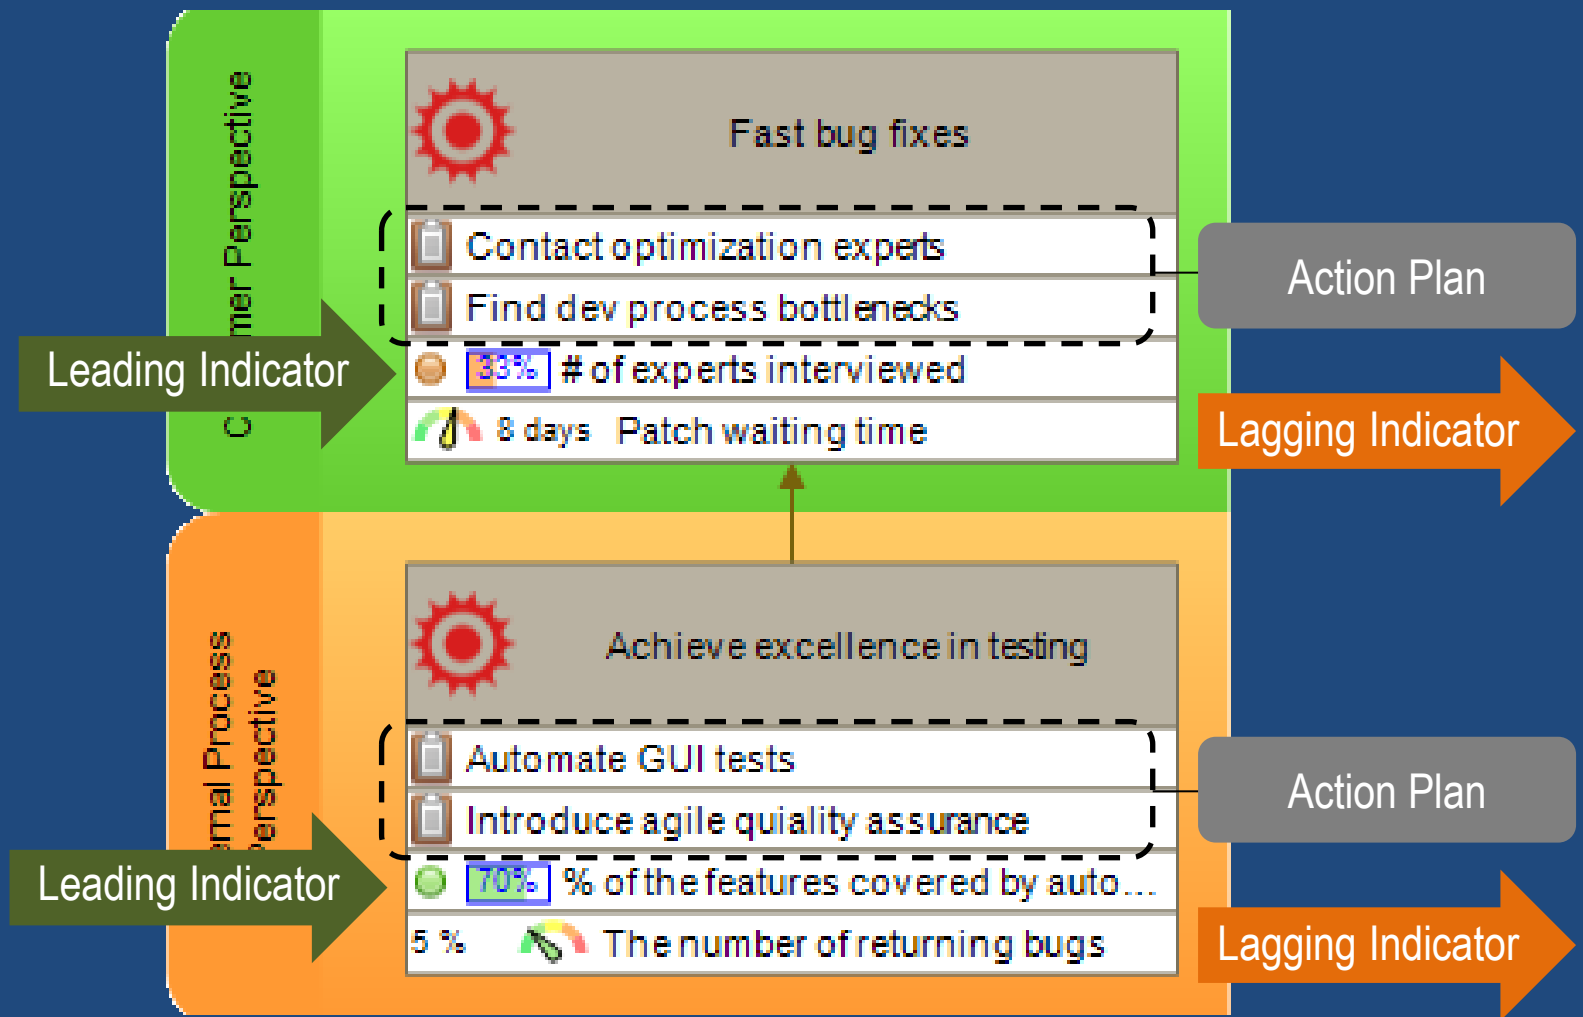 Fast bug fixes
Contact optimization experts
Find dev process bottlenecks
33% # of experts interviewed
8 days Patch waiting time
Perspective
Leading Indicator
Action Plan
Lagging Indicator
Achieve excellence in testing
Automate GUI tests
Introduce agile quiality assurance
70% % of the features covered by auto...
5 % The number of returning bugs
Process
Perspective
Leading Indicator
Action Plan
Lagging Indicator